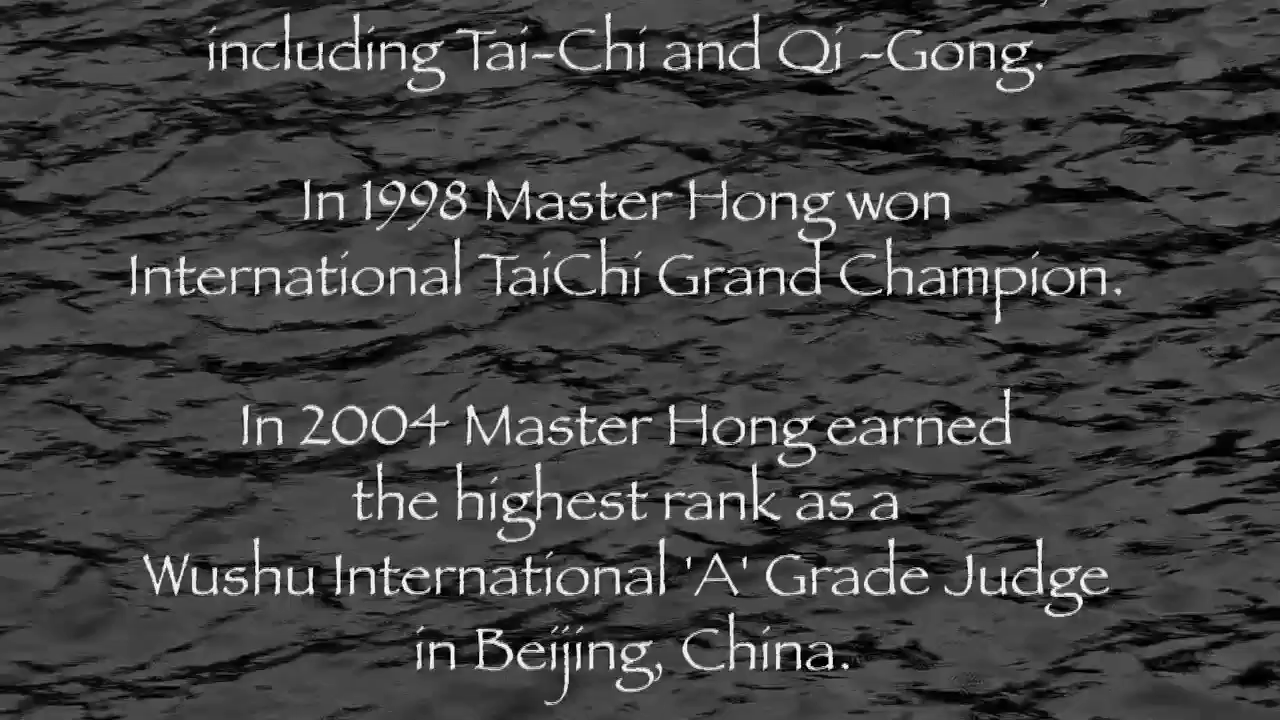 including Tai-Chi and Qi -Gong.
In 1998 Master Hong won
International TaiChi Grand Champion.
In 2004 Master Hong earned
the highest rank as a
Wushu International 'A' Grade Judge
in Beijing, China.